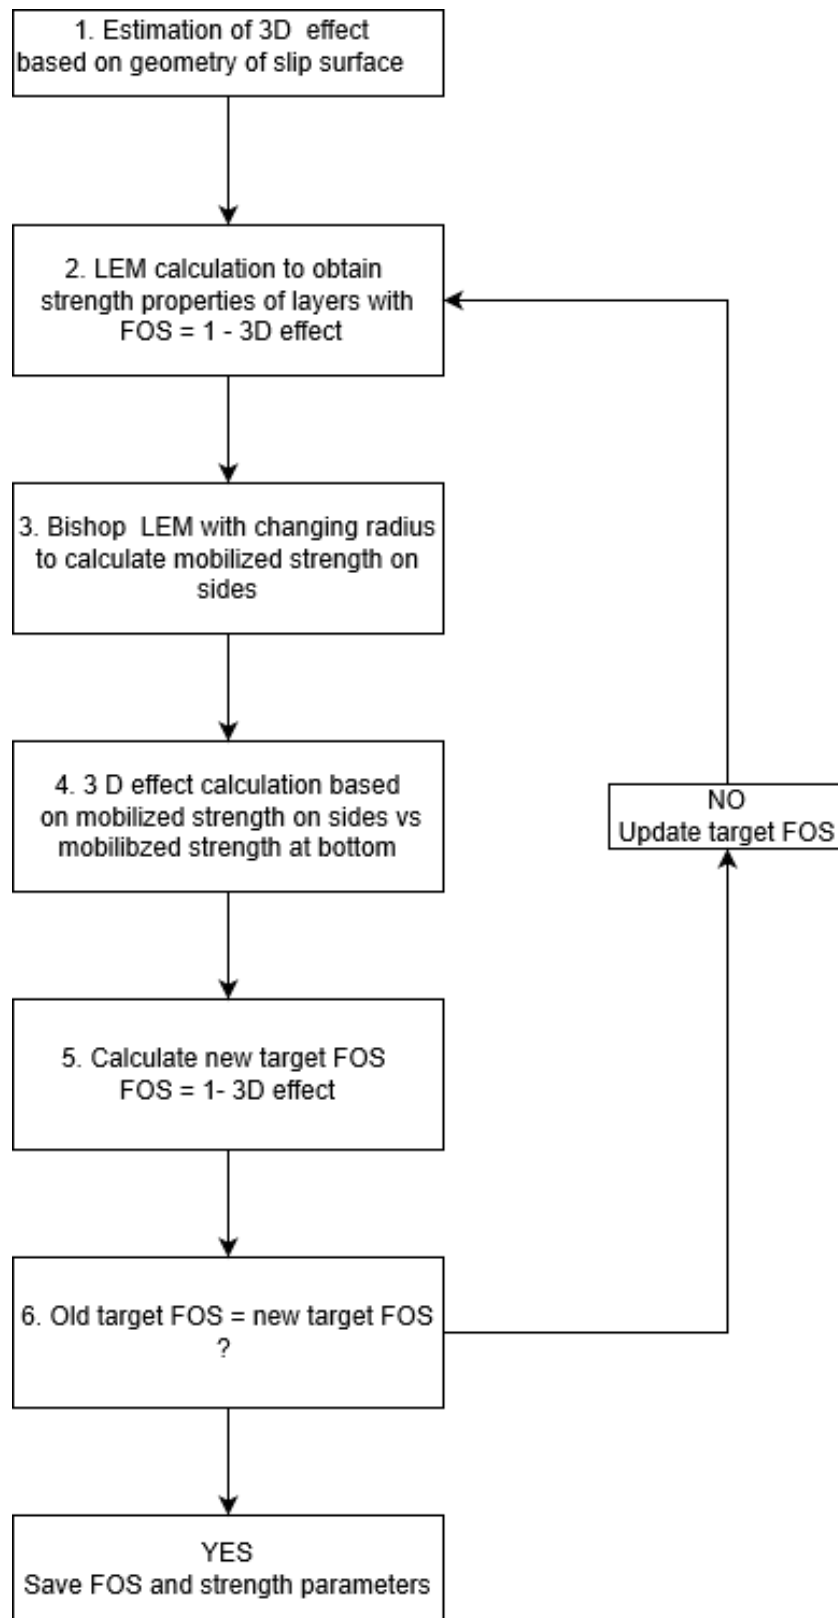 1. Estimation of 3D effect
based on geometry of slip surface
2. LEM calculation to obtain
strength properties of layers with
FOS = 1 - 3D effect
3. Bishop LEM with changing radius
to calculate mobilized strength on
sides
4. 3 D effect calculation based
on mobilized strength on sides vs
mobilibzed strength at bottom
NO
Update target FOS
5. Calculate new target FOS
FOS = 1- 3D effect
6. Old target FOS = new target FOS
?
YES
Save FOS and strength parameters